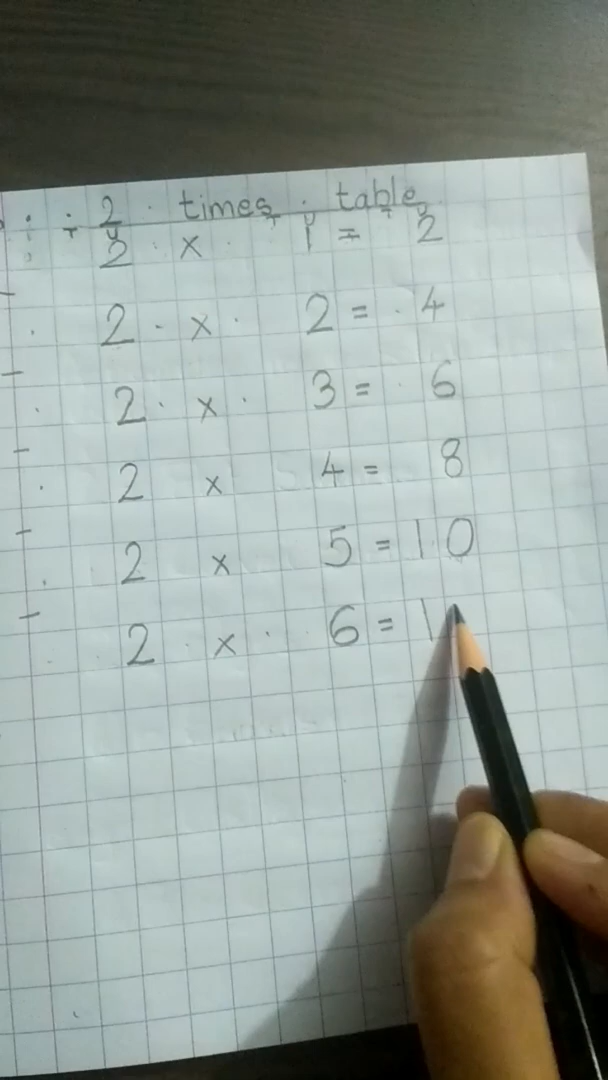 2 times table
2 x 1 = 2
2 x 2 = 4
2 x 3 = 6
2 x 4 = 8
2 x 5 = 10
2 x 6 = 1